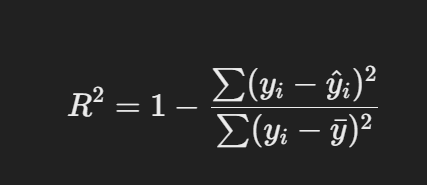 R² = 1 − ∑(yᵢ − ŷᵢ)² / ∑(yᵢ − ȳ)²